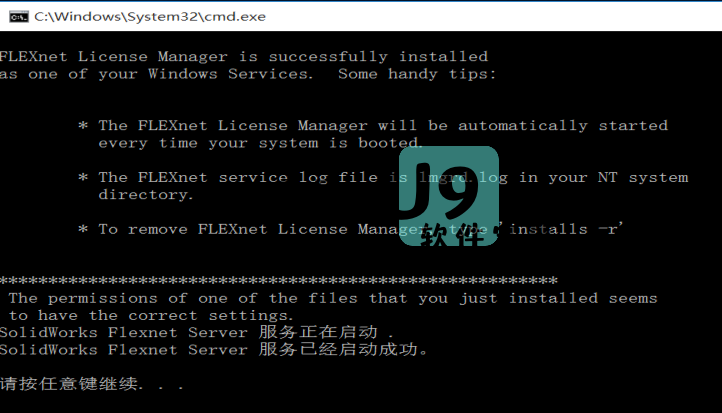 C:\Windows\System32\cmd.exe
FLEXnet License Manager is successfully installed
as one of your Windows Services.  Some handy tips:
* The FLEXnet License Manager will be automatically started
every time your system is booted.
* The FLEXnet service log file is lmgrd.log in your NT system
directory.
* To remove FLEXnet License Manager, type 'installs -r'
J9
软件
********************************************************
The permissions of one of the files that you just installed seems
to have the correct settings.
SolidWorks Flexnet Server 服务正在启动 .
SolidWorks Flexnet Server 服务已经启动成功。
请按任意键继续. . .